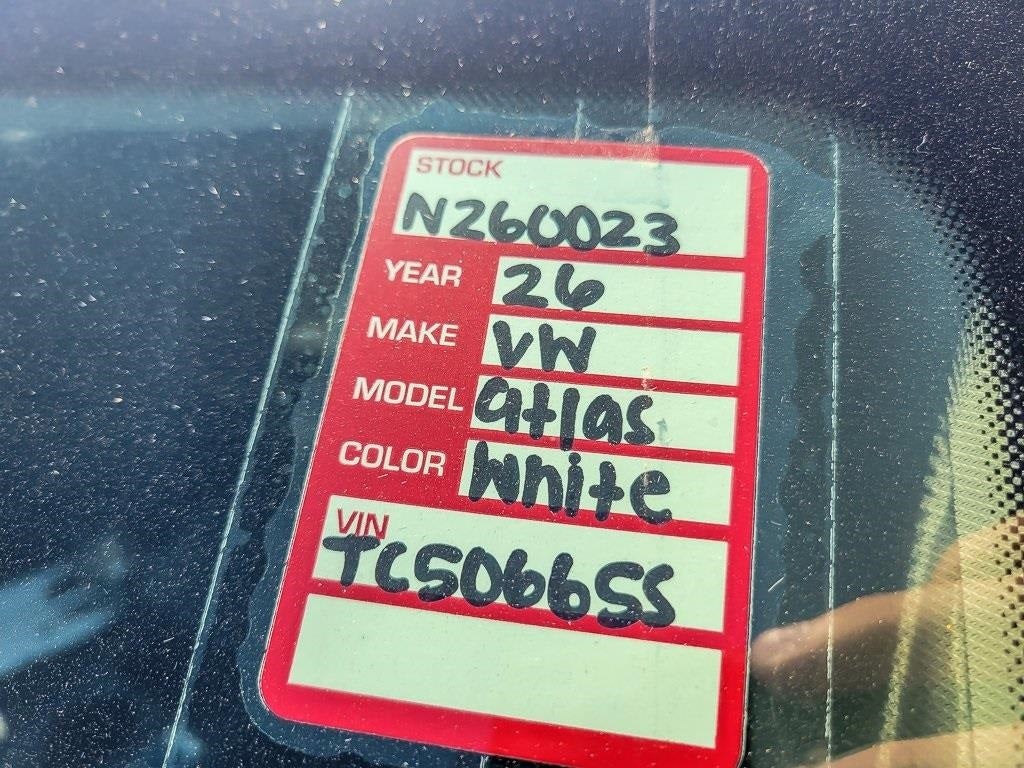 STOCK
N260023
YEAR 26
MAKE VW
MODEL atlas
COLOR White
VIN
TC506655